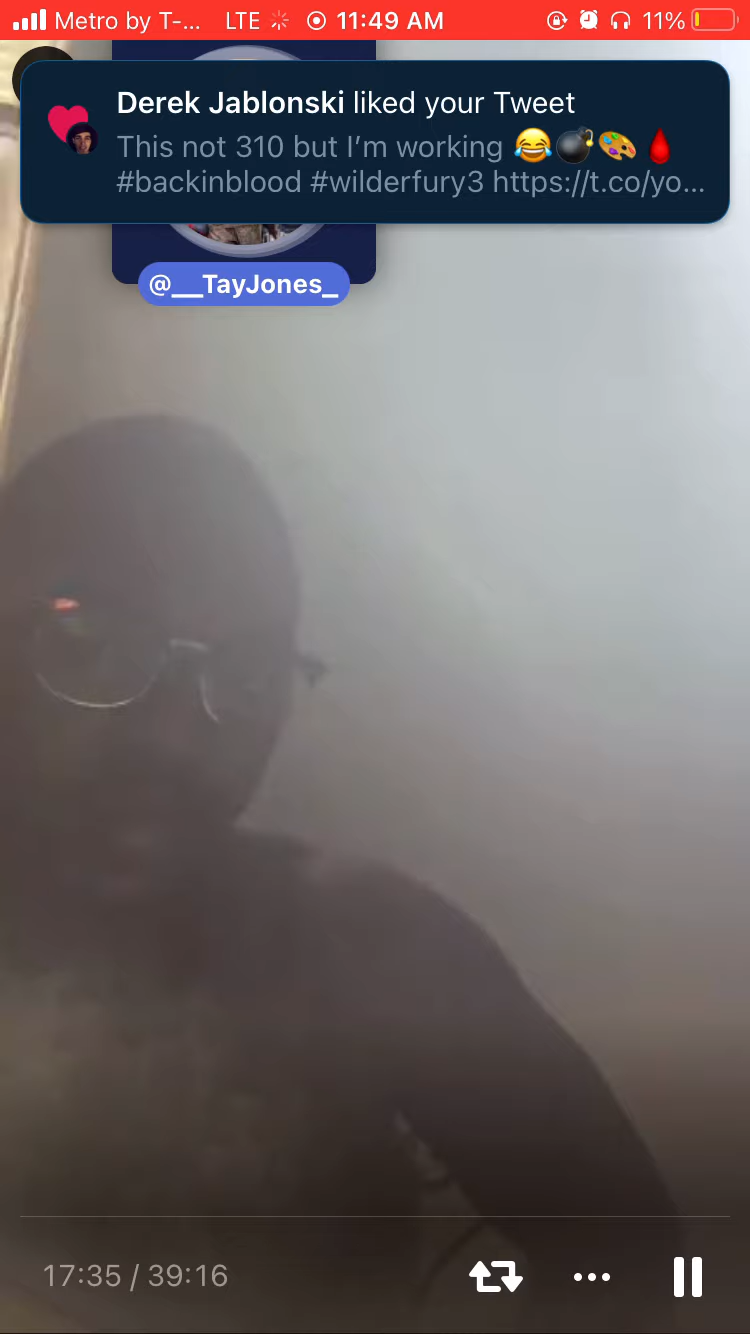 Metro by T-... LTE 11:49 AM 11%
Derek Jablonski liked your Tweet
This not 310 but I’m working 😂💣🎨🩸
#backinblood #wilderfury3 https://t.co/yo...
@__TayJones_
17:35 / 39:16